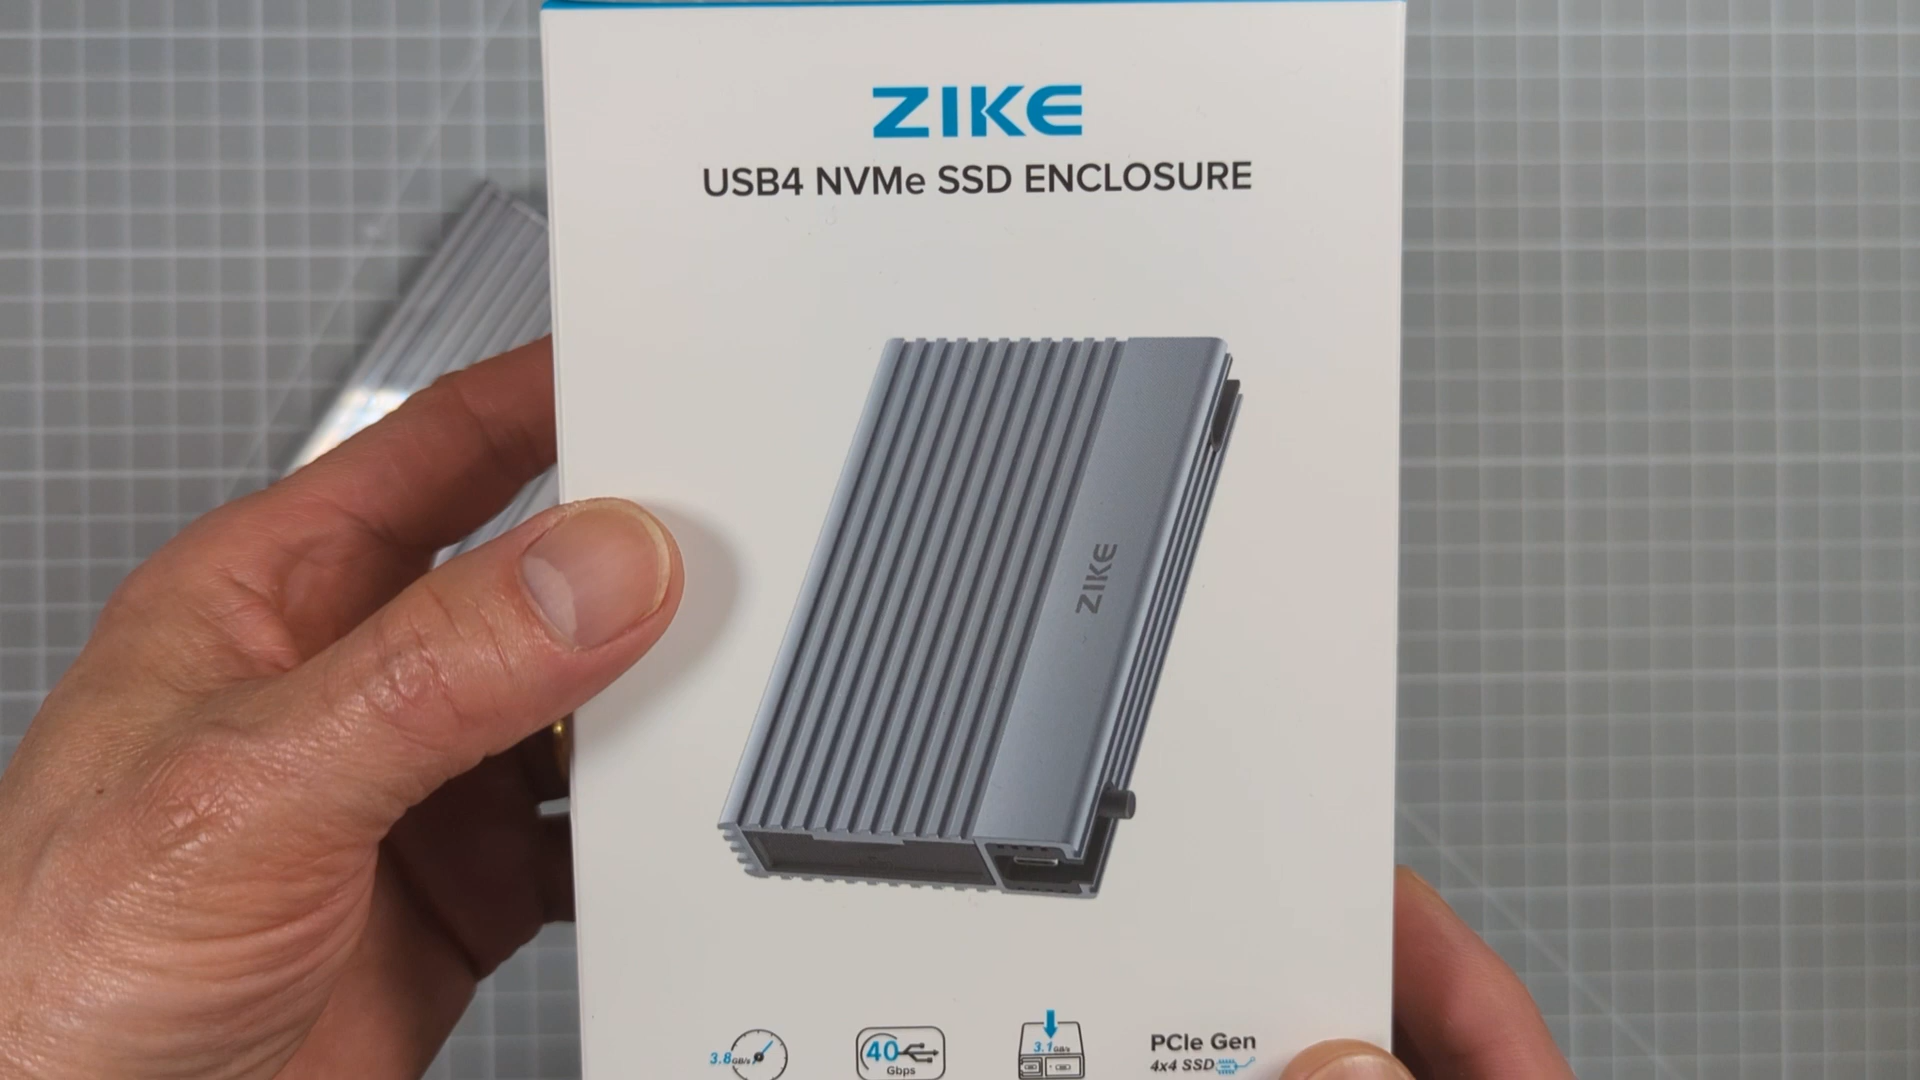 ZIKE
USB4 NVMe SSD ENCLOSURE
ZIKE
3.8GB/s
40
Gbps
3.1GB/s
PCIe Gen
4x4 SSD